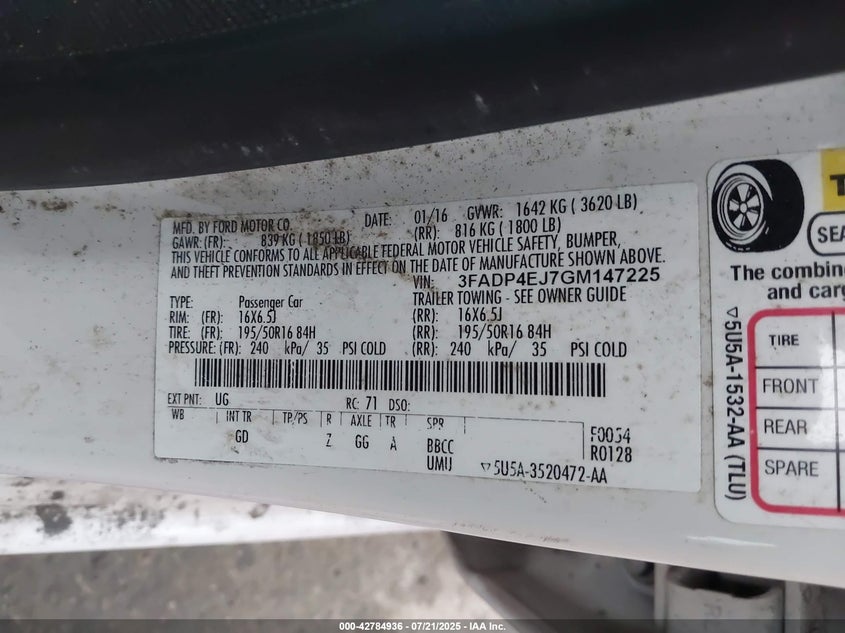 MFD. BY FORD MOTOR CO. DATE: 01/16 GVWR: 1642 KG ( 3620 LB)
GAWR: (FR): 839 KG ( 1850 LB) (RR): 816 KG ( 1800 LB)
THIS VEHICLE CONFORMS TO ALL APPLICABLE FEDERAL MOTOR VEHICLE SAFETY, BUMPER,
AND THEFT PREVENTION STANDARDS IN EFFECT ON THE DATE OF MANUFACTURE SHOWN ABOVE.
VIN: 3FADP4EJ7GM147225
TYPE: Passenger Car TRAILER TOWING - SEE OWNER GUIDE
RIM: (FR): 16X6.5J (RR): 16X6.5J
TIRE: (FR): 195/50R16 84H (RR): 195/50R16 84H
PRESSURE: (FR): 240 kPa/ 35 PSI COLD (RR): 240 kPa/ 35 PSI COLD
EXT PNT: UG RC: 71 DSO:
WB INT TR TP/PS R AXLE TR SPR
GD Z GG A BBCC F0054
UMU R0128
▽5U5A-3520472-AA
SEA
The combin
and carg
TIRE
FRONT
REAR
SPARE
▽5U5A-1532-AA (TLU)
000-42784936 - 07/21/2025 - IAA Inc.